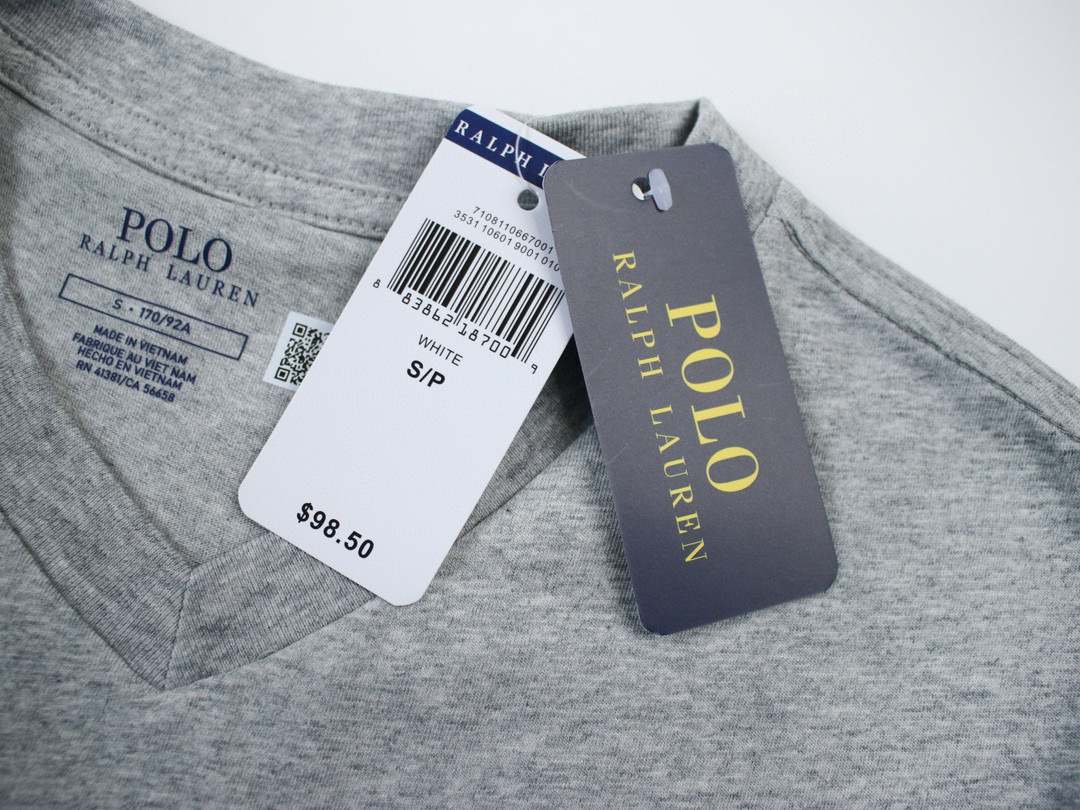 POLO
RALPH LAUREN
S - 170/92A
MADE IN VIETNAM
FABRIQUE AU VIET NAM
HECHO EN VIETNAM
RN 41381/CA 56658
RALPH
7108110667001
3531 10601 9001 010
8 83862 18700 9
WHITE
S/P
$98.50
POLO
RALPH LAUREN